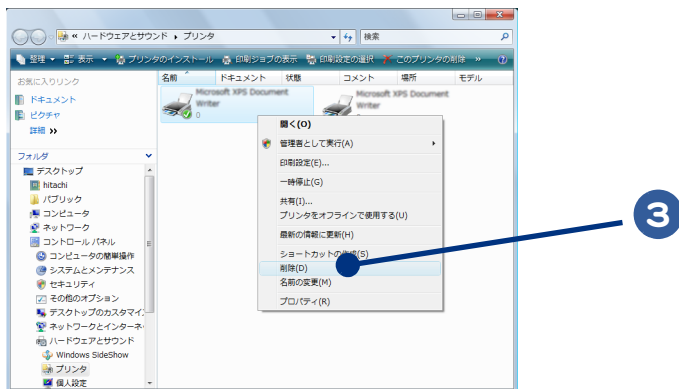 « ハードウェアとサウンド ▸ プリンタ
検索
整理 表示 プリンタのインストール 印刷ジョブの表示 印刷設定の選択 このプリンタの削除 »
お気に入りリンク
名前 ドキュメント 状態 コメント 場所 モデル
ドキュメント
ピクチャ
詳細 »
Microsoft XPS Document
Writer
0
Microsoft XPS Document
Writer
フォルダ
デスクトップ
hitachi
パブリック
コンピュータ
ネットワーク
コントロール パネル
コンピュータの簡単操作
システムとメンテナンス
セキュリティ
その他のオプション
デスクトップのカスタマイ
ネットワークとインターネ
ハードウェアとサウンド
Windows SideShow
プリンタ
個人設定
開く(O)
管理者として実行(A)
印刷設定(E)...
一時停止(G)
共有(I)...
プリンタをオフラインで使用する(U)
最新の情報に更新(H)
ショートカットの作成(S)
削除(D)
名前の変更(M)
プロパティ(R)
3